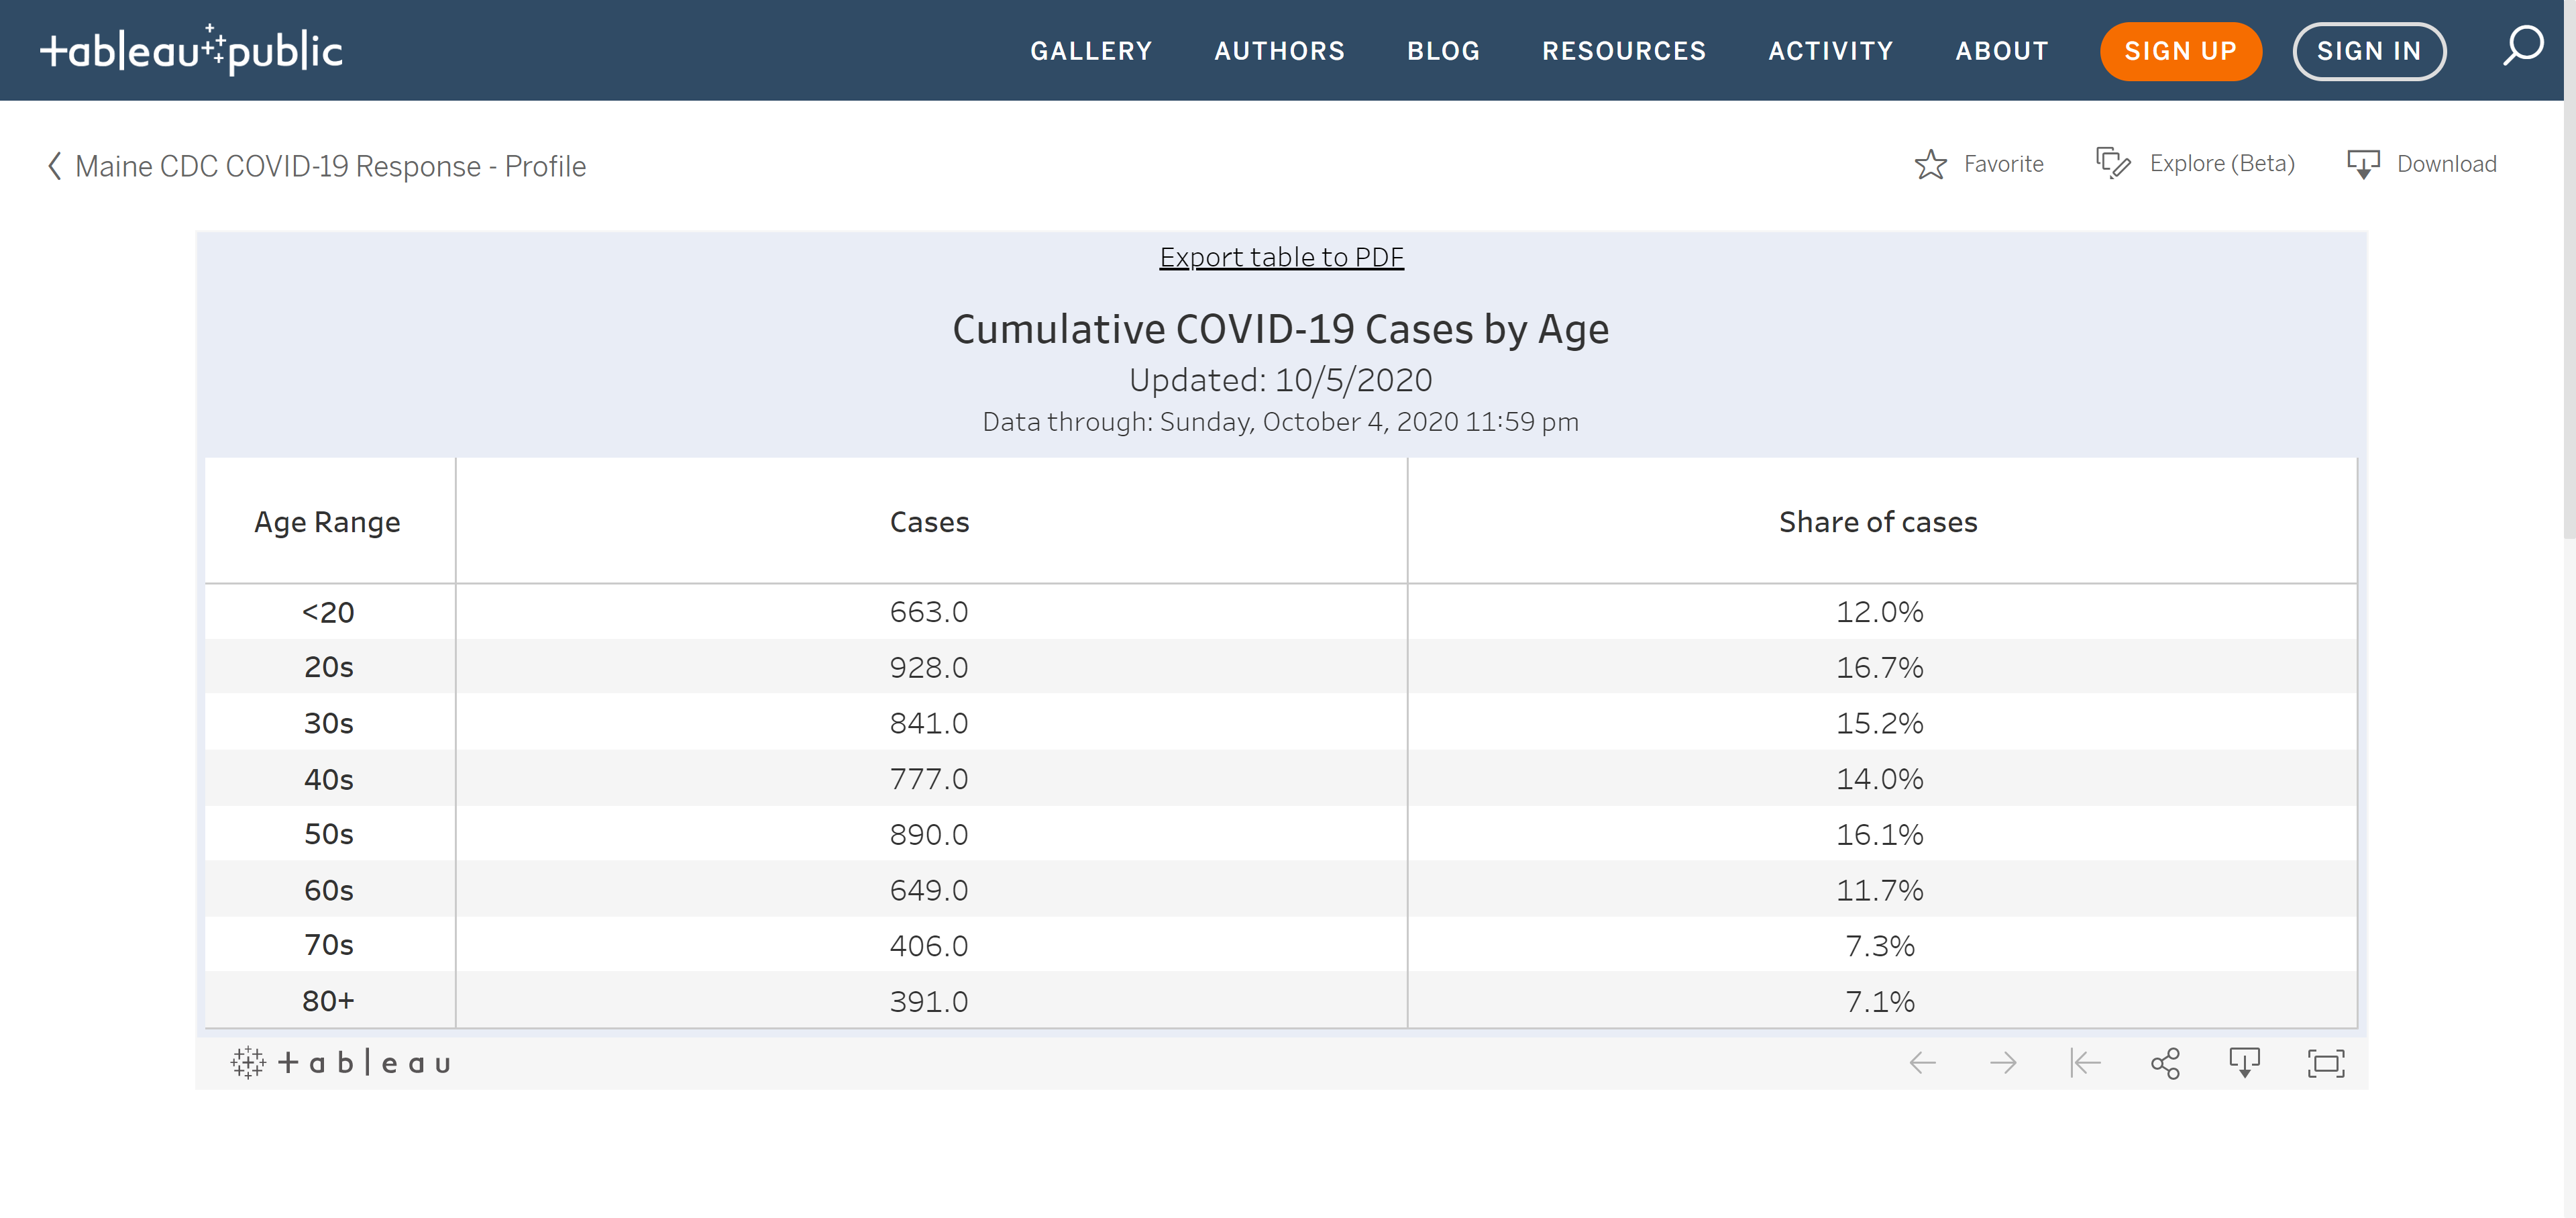 tableau public GALLERY AUTHORS BLOG RESOURCES ACTIVITY ABOUT SIGN UP SIGN IN
Maine CDC COVID-19 Response - Profile Favorite Explore (Beta) Download
Export table to PDF
Cumulative COVID-19 Cases by Age
Updated: 10/5/2020
Data through: Sunday, October 4, 2020 11:59 pm
Age Range Cases Share of cases
<20 663.0 12.0%
20s 928.0 16.7%
30s 841.0 15.2%
40s 777.0 14.0%
50s 890.0 16.1%
60s 649.0 11.7%
70s 406.0 7.3%
80+ 391.0 7.1%
tableau